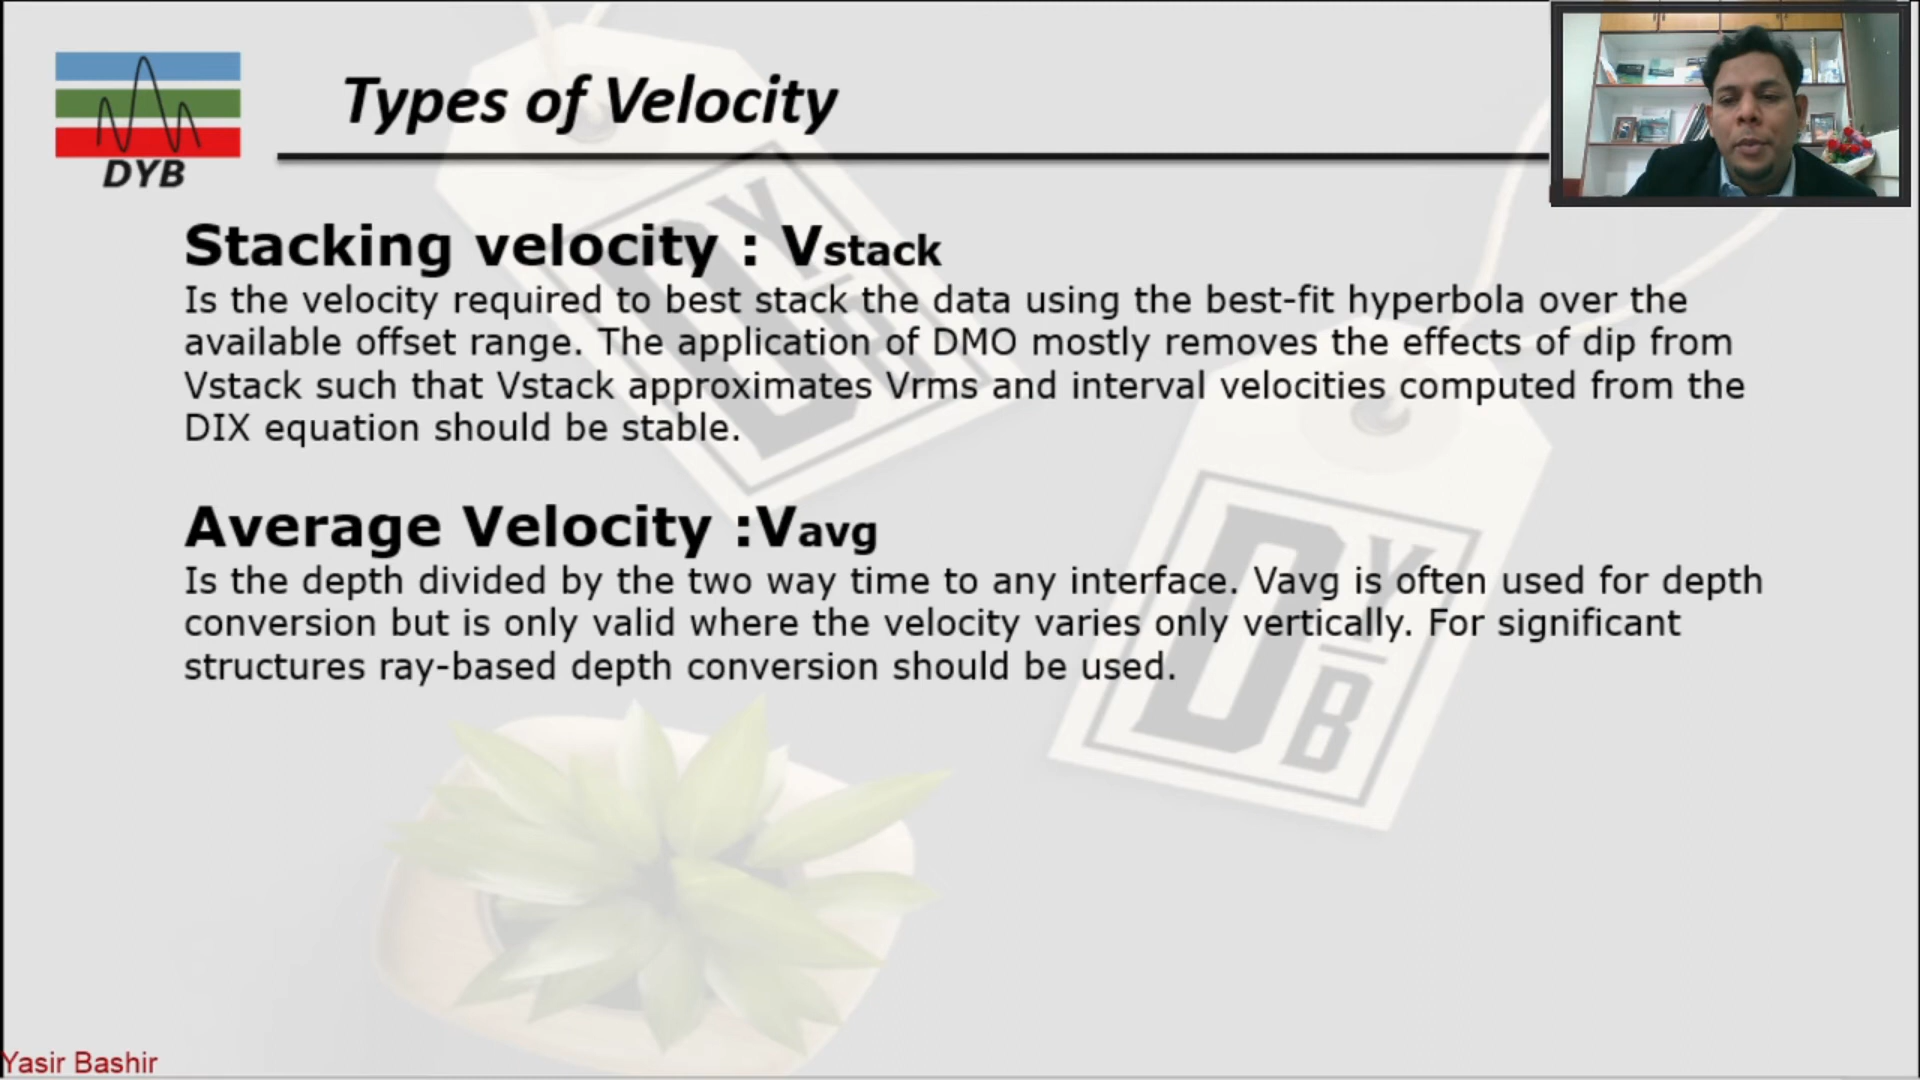 DYB
Types of Velocity
Stacking velocity : Vstack
Is the velocity required to best stack the data using the best-fit hyperbola over the
available offset range. The application of DMO mostly removes the effects of dip from
Vstack such that Vstack approximates Vrms and interval velocities computed from the
DIX equation should be stable.
Average Velocity :Vavg
Is the depth divided by the two way time to any interface. Vavg is often used for depth
conversion but is only valid where the velocity varies only vertically. For significant
structures ray-based depth conversion should be used.
DYB
DYB
Yasir Bashir